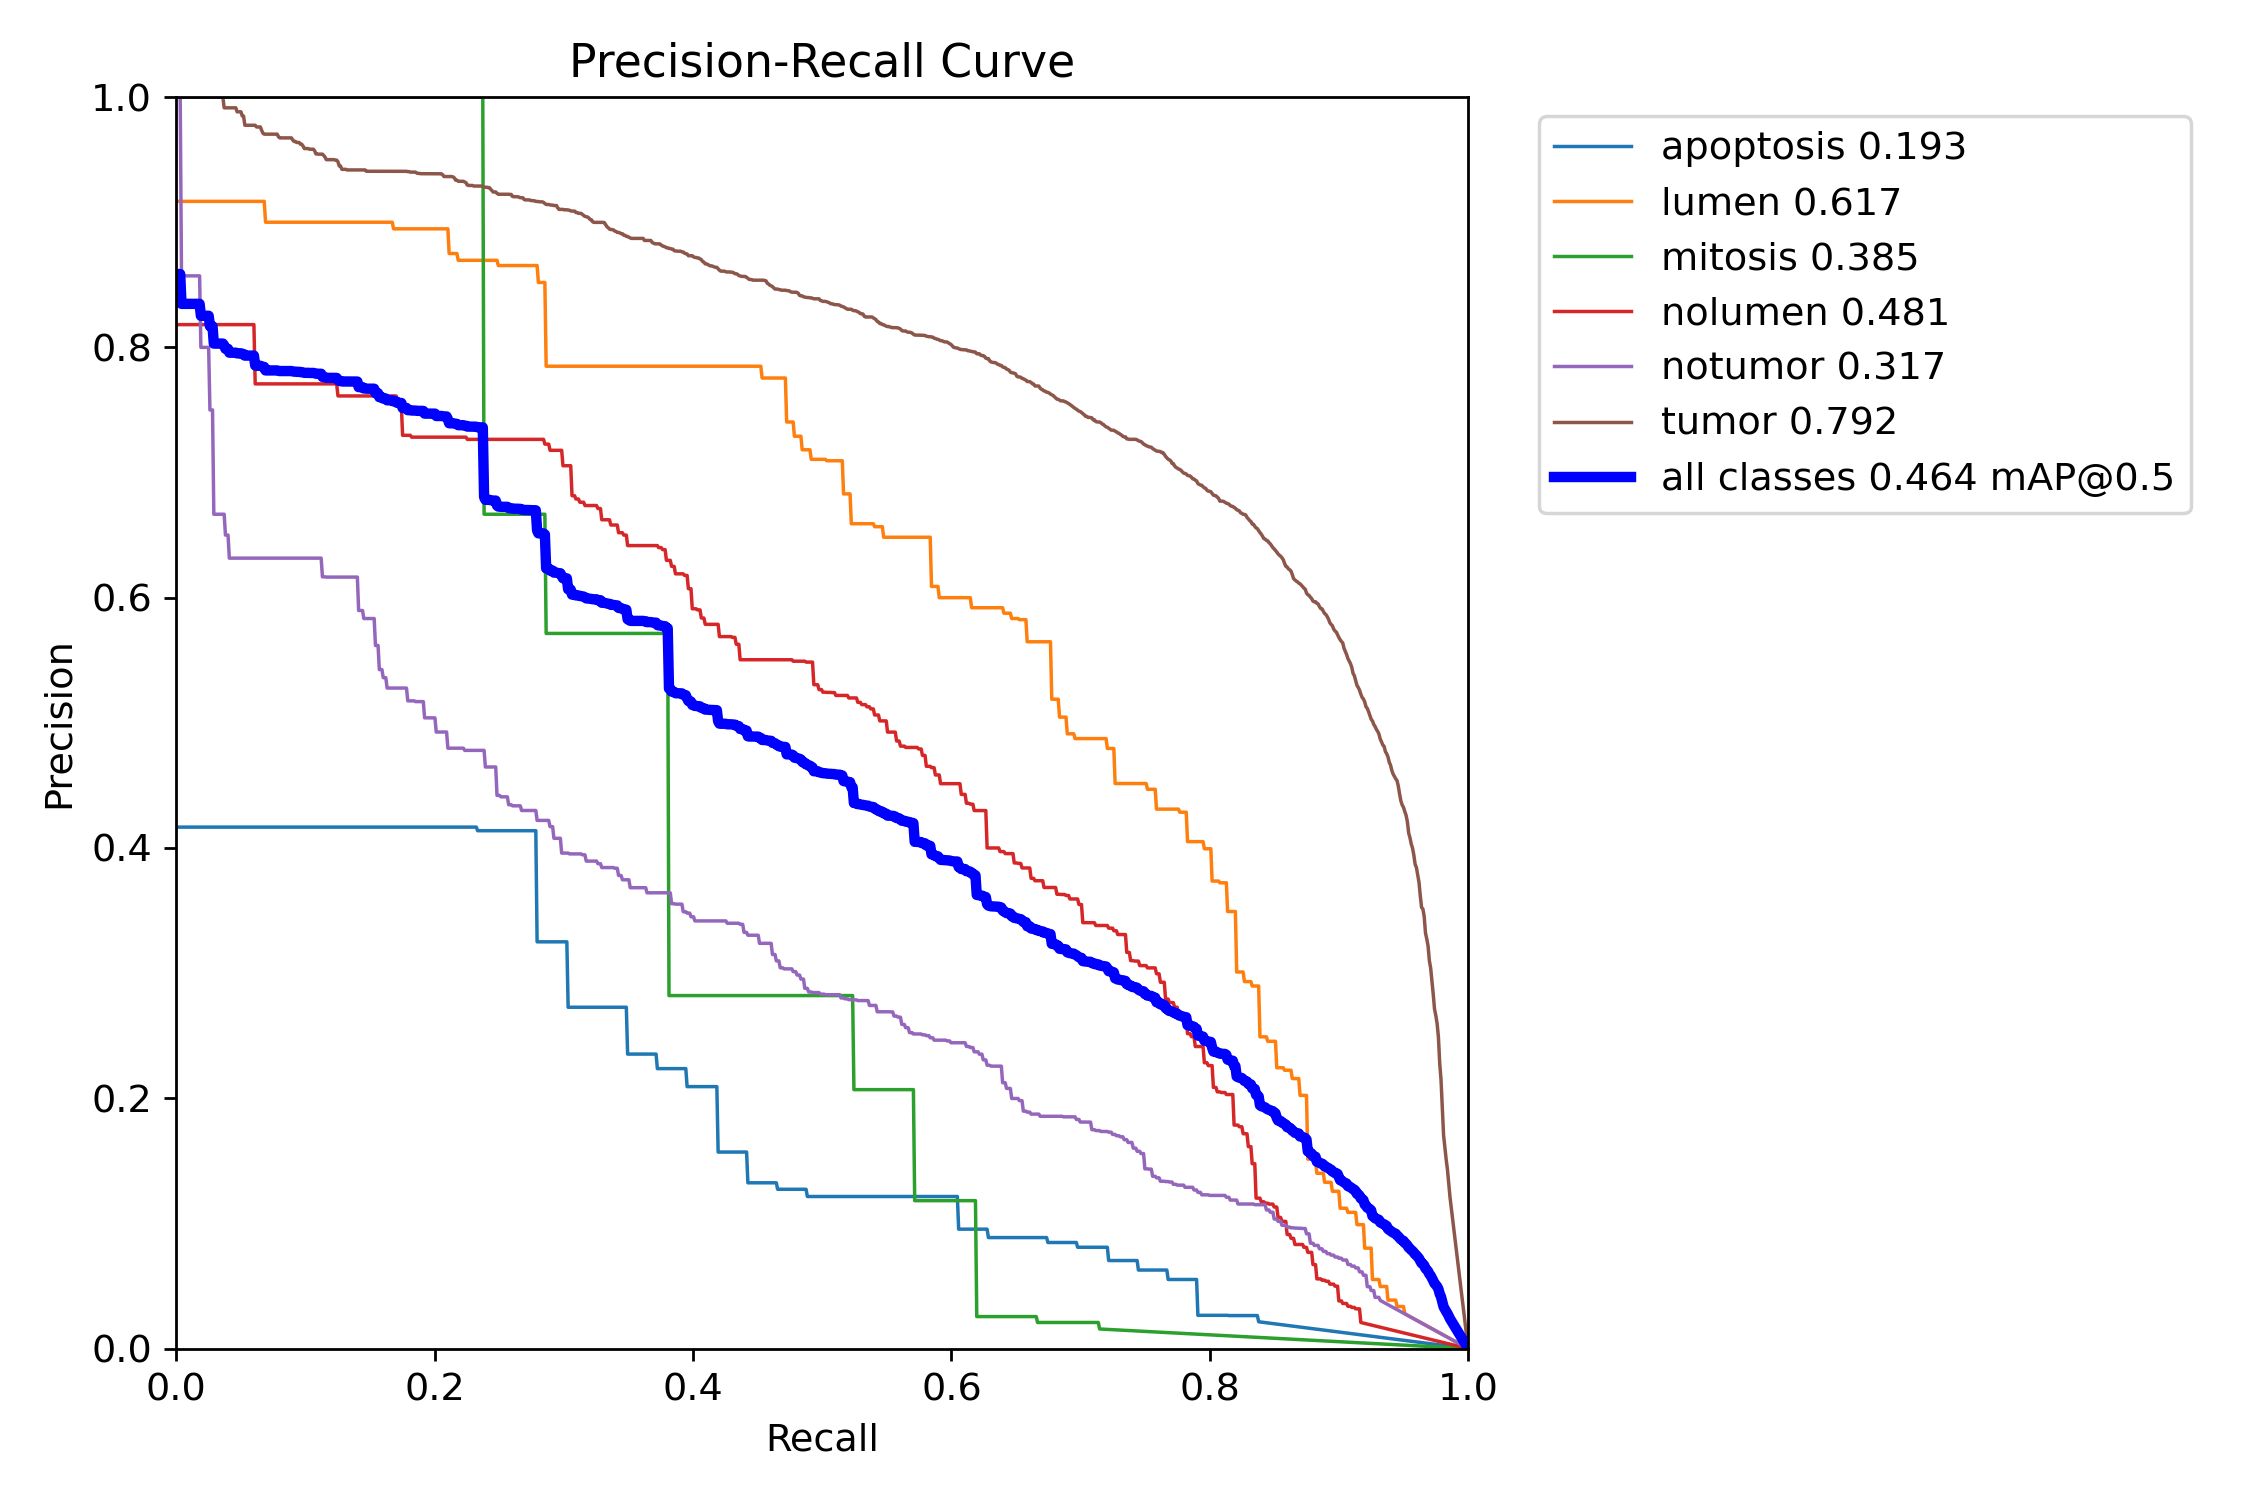 Precision-Recall Curve
1.0
0.8
0.6
0.4
0.2
0.0
Precision
0.0 0.2 0.4 0.6 0.8 1.0
Recall
apoptosis 0.193
lumen 0.617
mitosis 0.385
nolumen 0.481
notumor 0.317
tumor 0.792
all classes 0.464 mAP@0.5